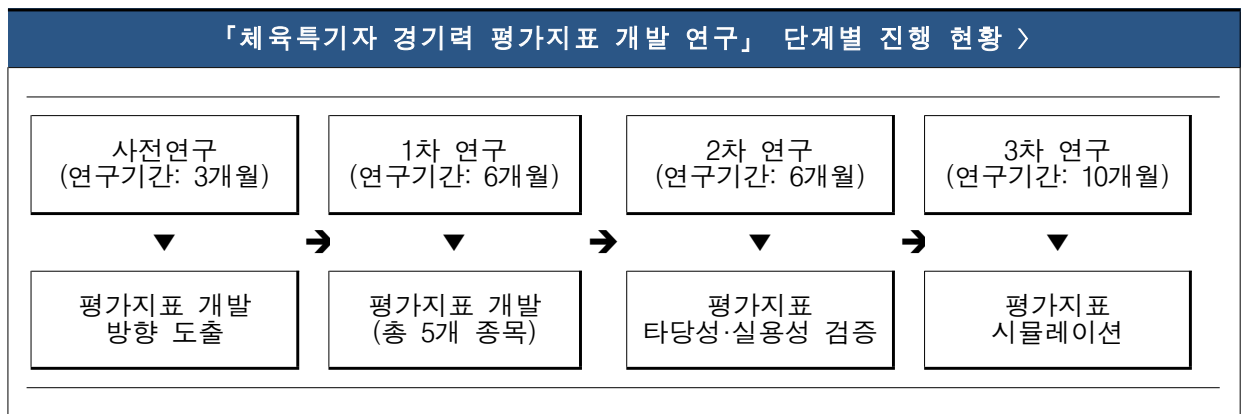 「체육특기자 경기력 평가지표 개발 연구」 단계별 진행 현황 〉
사전연구
(연구기간: 3개월)
1차 연구
(연구기간: 6개월)
2차 연구
(연구기간: 6개월)
3차 연구
(연구기간: 10개월)
▼ ➔ ▼ ➔ ▼ ➔ ▼
평가지표 개발
방향 도출
평가지표 개발
(총 5개 종목)
평가지표
타당성·실용성 검증
평가지표
시뮬레이션